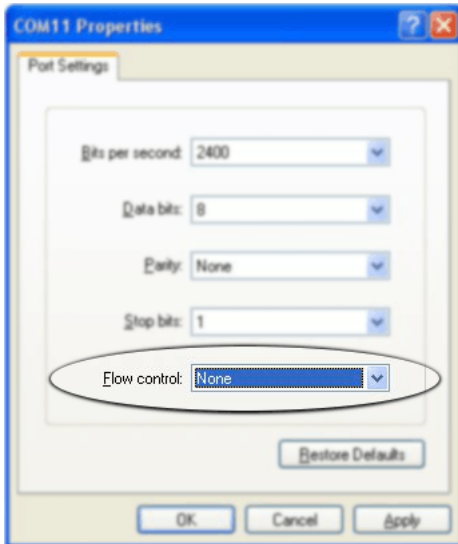 COM11 Properties
Port Settings
Bits per second: 2400
Data bits: 8
Parity: None
Stop bits: 1
Flow control: None
Restore Defaults
OK Cancel Apply